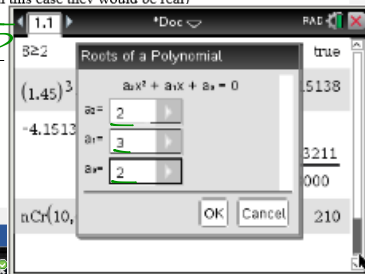 n this case they would be real)
1.1 *Doc RAD
8≥2 true
Roots of a Polynomial
a₂x² + a₁x + a₀ = 0
(1.45)³ 5138
a₂= 2
-4.1513
a₁= 3
3211
a₀= 2
000
OK Cancel
nCr(10, 210